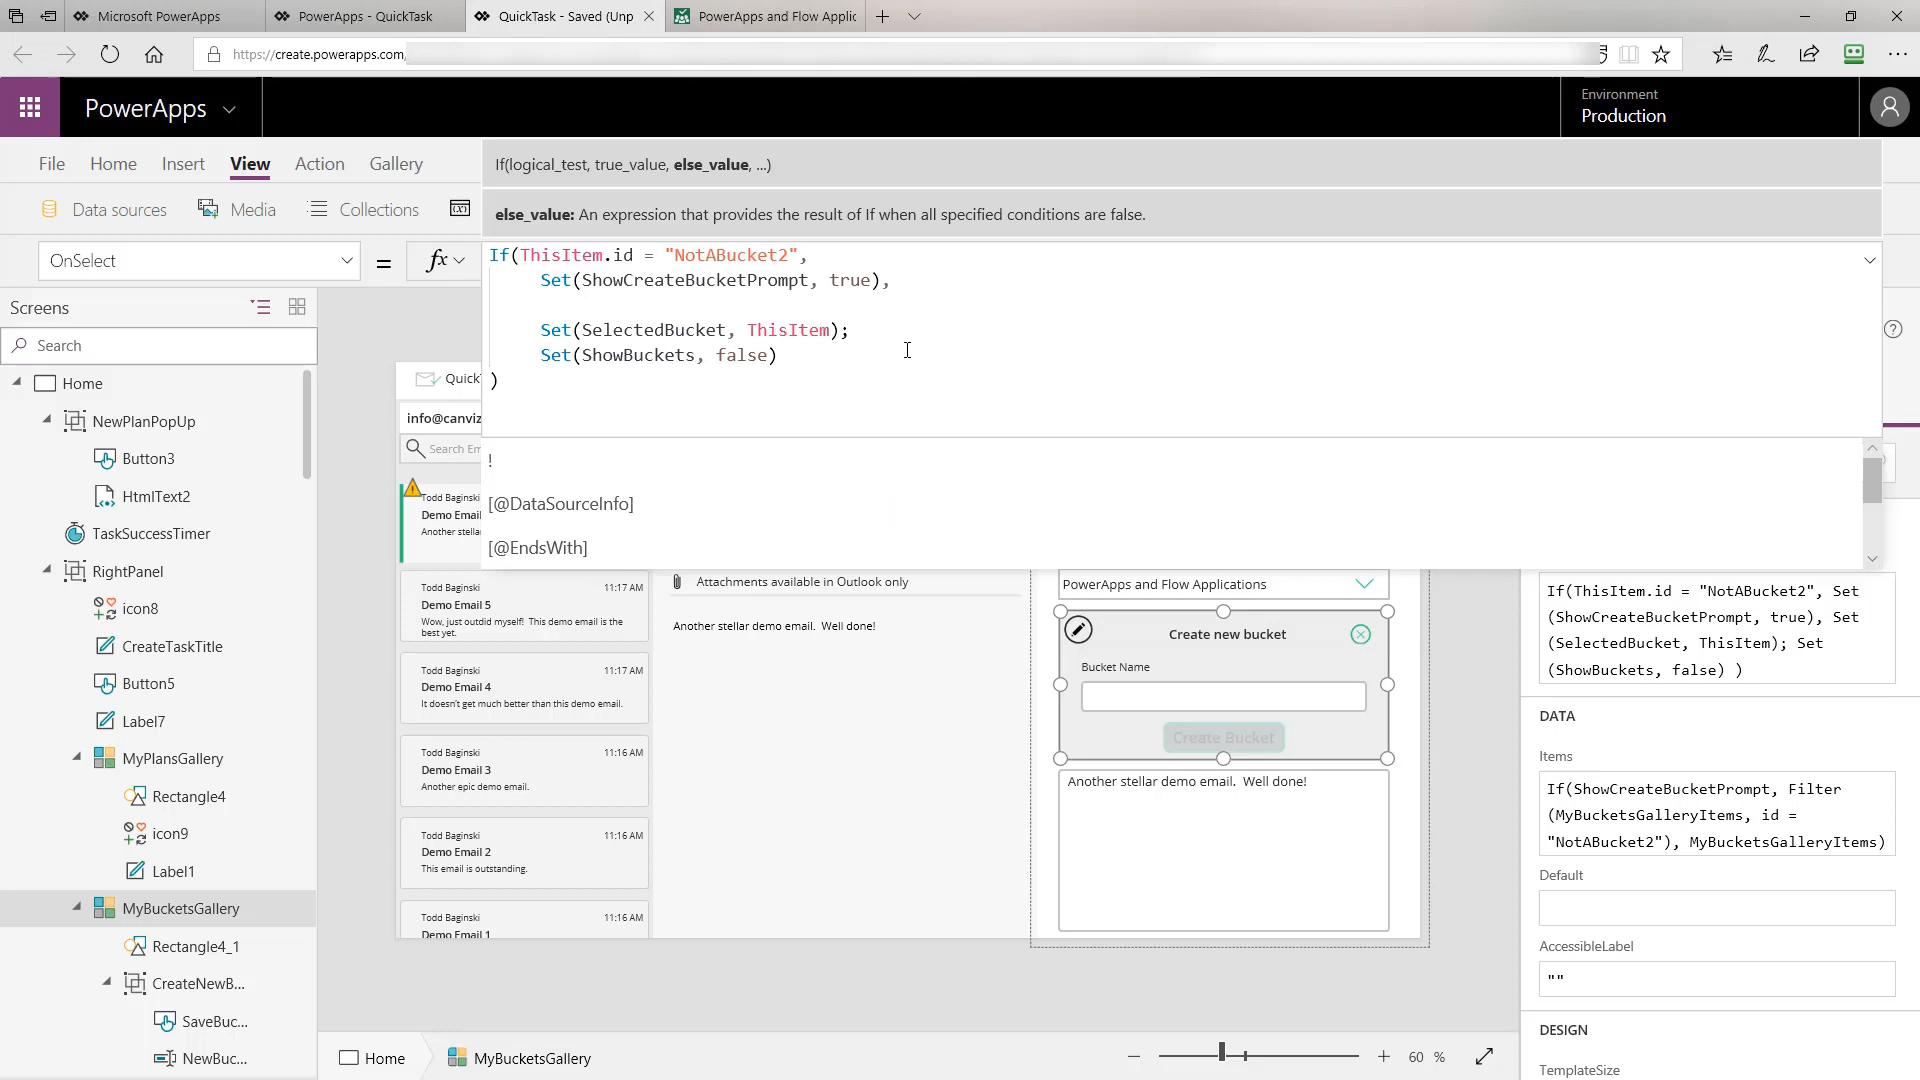 Microsoft PowerApps
PowerApps - QuickTask
QuickTask - Saved (Unp
PowerApps and Flow Applic
https://create.powerapps.com
PowerApps
Environment
Production
File
Home
Insert
View
Action
Gallery
If(logical_test, true_value, else_value, ...)
Data sources
Media
Collections
else_value: An expression that provides the result of If when all specified conditions are false.
OnSelect
=
fx
If(ThisItem.id = "NotABucket2",
Set(ShowCreateBucketPrompt, true),
Set(SelectedBucket, ThisItem);
Set(ShowBuckets, false)
)
!
[@DataSourceInfo]
[@EndsWith]
Screens
Search
Home
NewPlanPopUp
Button3
HtmlText2
TaskSuccessTimer
RightPanel
icon8
CreateTaskTitle
Button5
Label7
MyPlansGallery
Rectangle4
icon9
Label1
MyBucketsGallery
Rectangle4_1
CreateNewB...
SaveBuc...
NewBuc...
QuickT
info@canviz
Search Em
Todd Baginski
Demo Email
Another stella
Todd Baginski
11:17 AM
Demo Email 5
Wow, just outdid myself! This demo email is the
best yet.
Todd Baginski
11:17 AM
Demo Email 4
It doesn't get much better than this demo email.
Todd Baginski
11:16 AM
Demo Email 3
Another epic demo email.
Todd Baginski
11:16 AM
Demo Email 2
This email is outstanding.
Todd Baginski
11:16 AM
Demo Email 1
Attachments available in Outlook only
Another stellar demo email. Well done!
PowerApps and Flow Applications
Create new bucket
Bucket Name
Create Bucket
Another stellar demo email. Well done!
If(ThisItem.id = "NotABucket2", Set
(ShowCreateBucketPrompt, true), Set
(SelectedBucket, ThisItem); Set
(ShowBuckets, false) )
DATA
Items
If(ShowCreateBucketPrompt, Filter
(MyBucketsGalleryItems, id =
"NotABucket2"), MyBucketsGalleryItems)
Default
AccessibleLabel
""
DESIGN
TemplateSize
Home
MyBucketsGallery
60 %